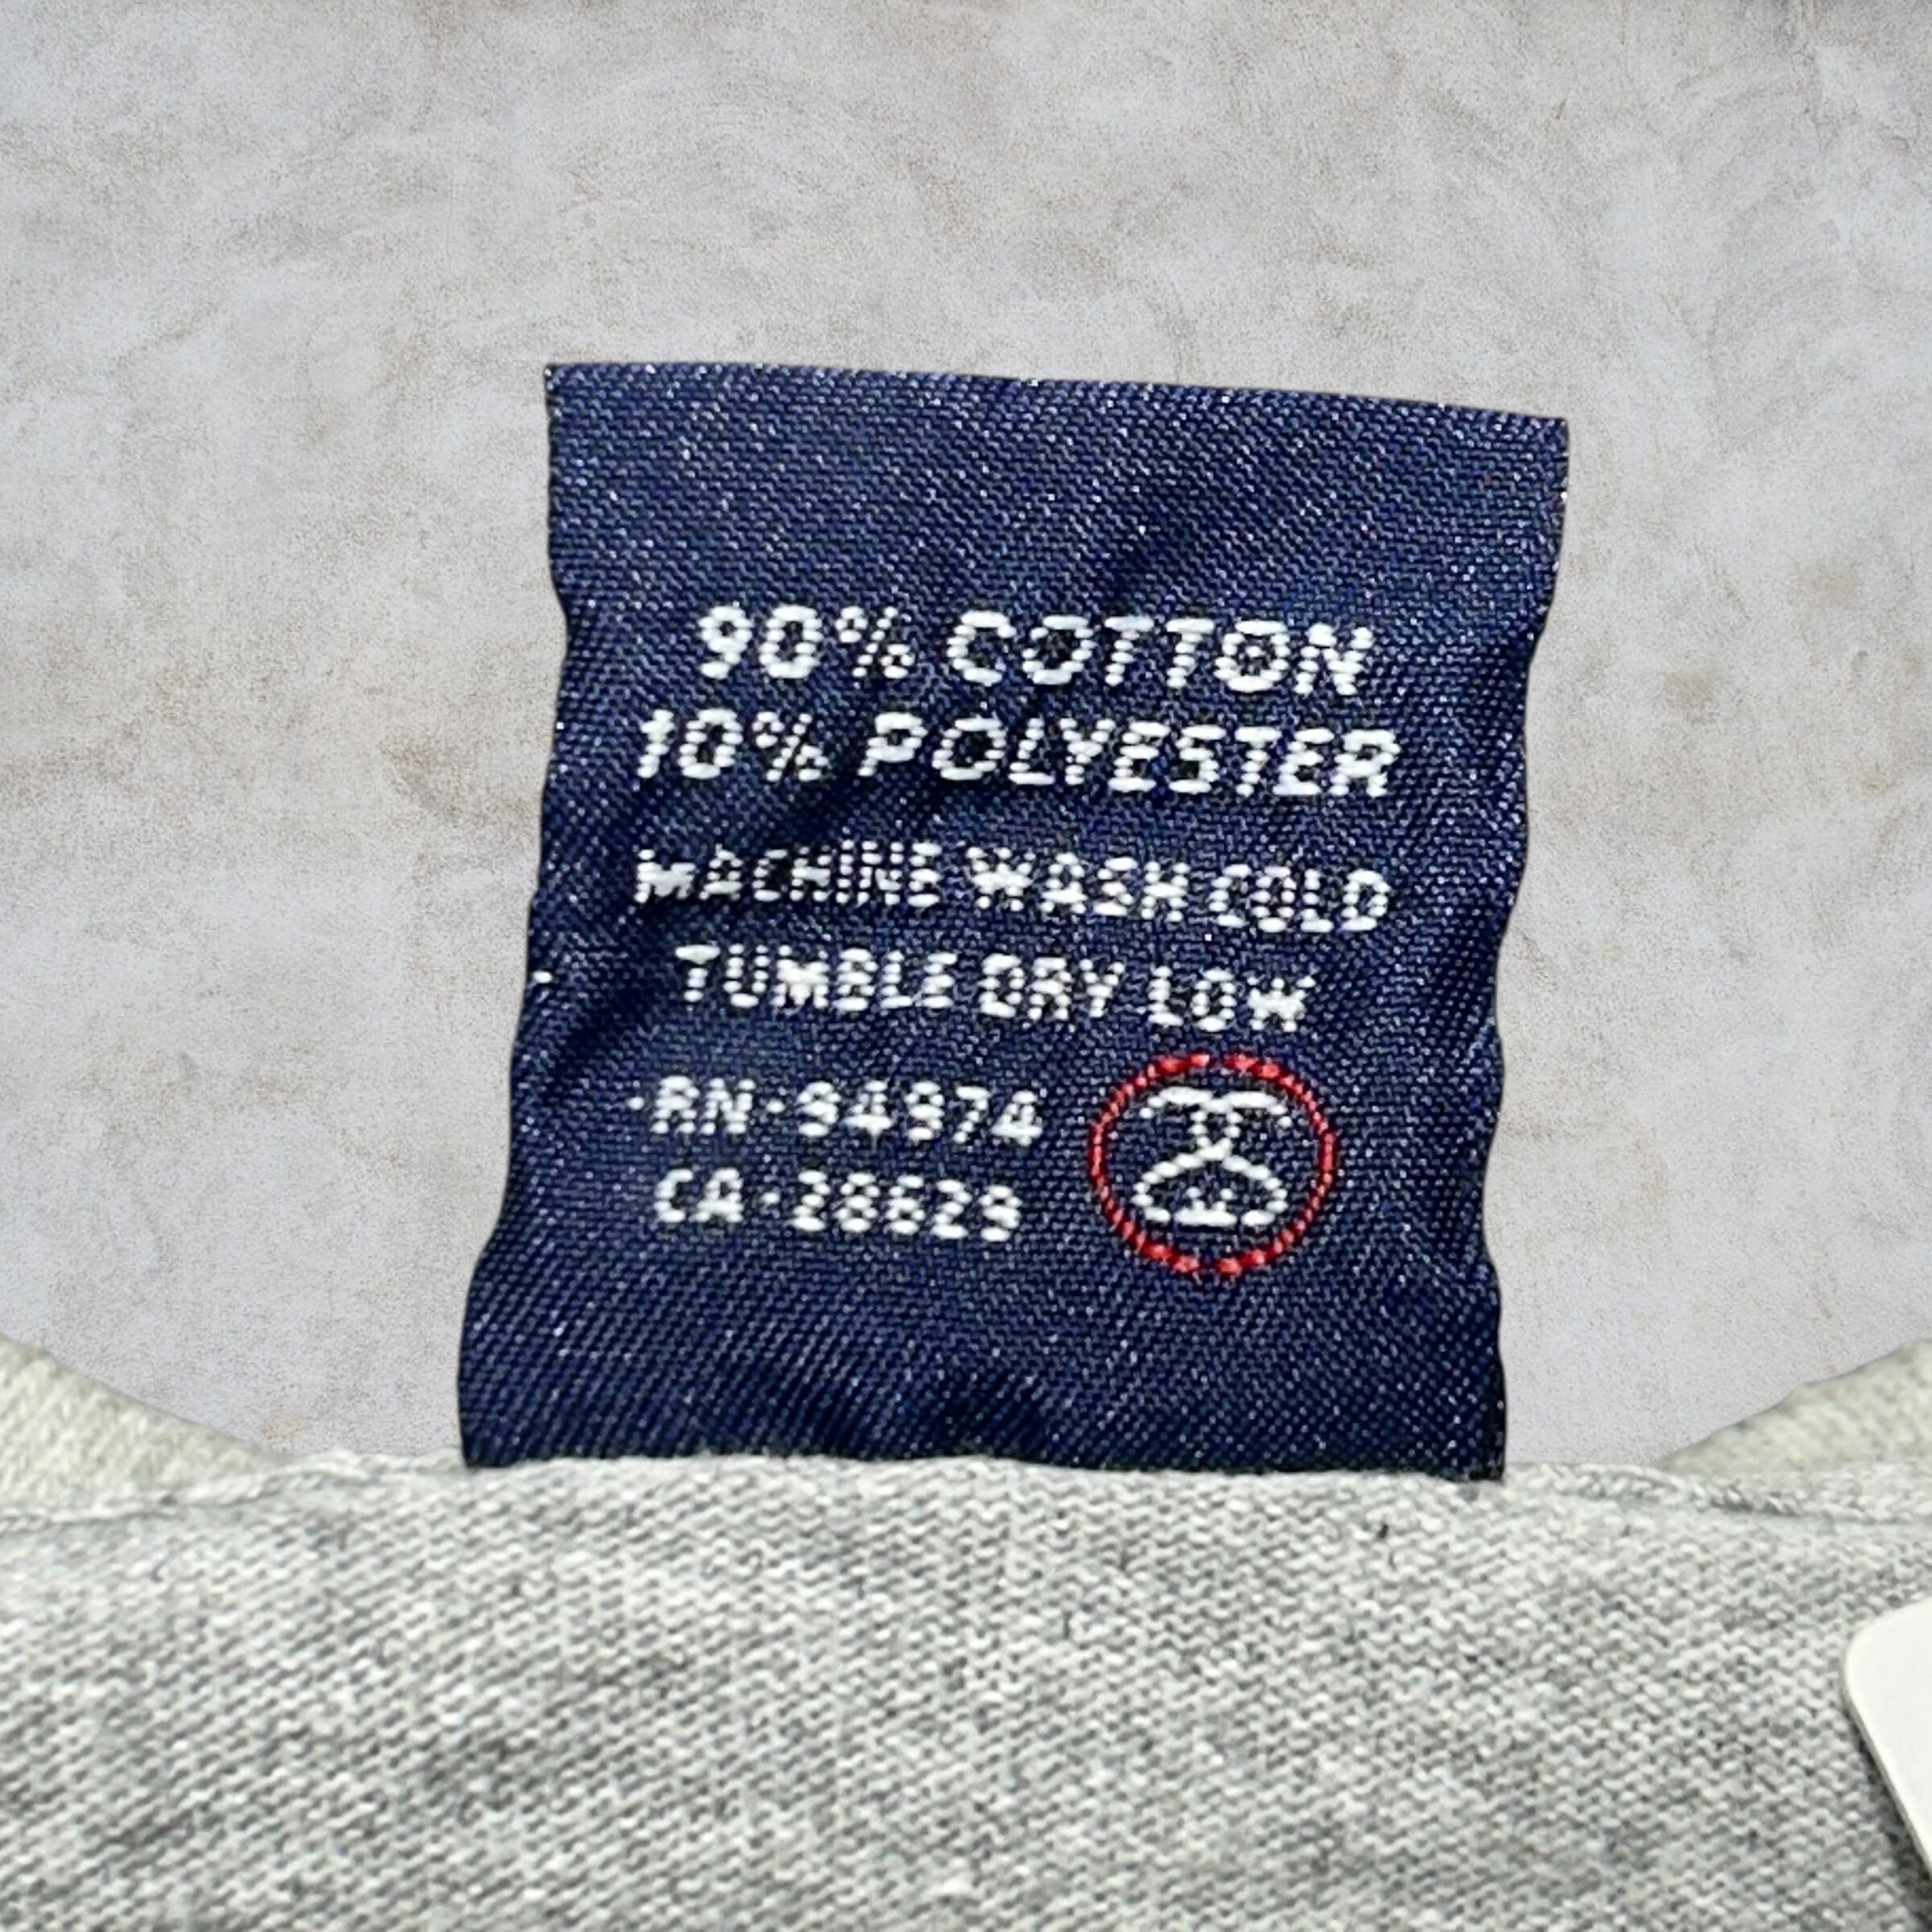 90% COTTON
10% POLYESTER
MACHINE WASH COLD
TUMBLE DRY LOW
RN-94974
CA-28629